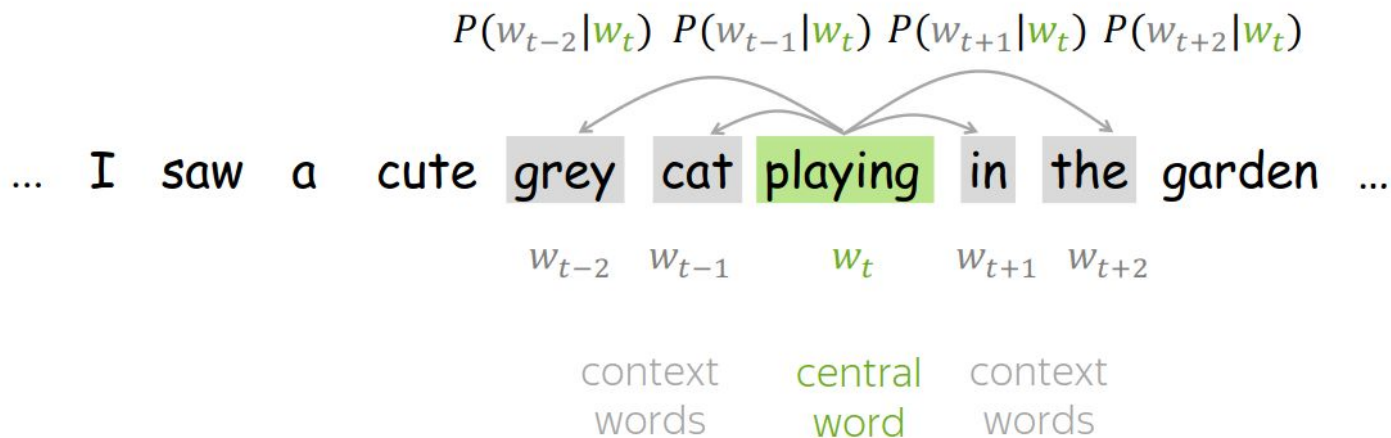 P(w_{t−2}|w_t) P(w_{t−1}|w_t) P(w_{t+1}|w_t) P(w_{t+2}|w_t)
... I saw a cute grey cat playing in the garden ...
w_{t−2} w_{t−1} w_t w_{t+1} w_{t+2}
context central context
words word words